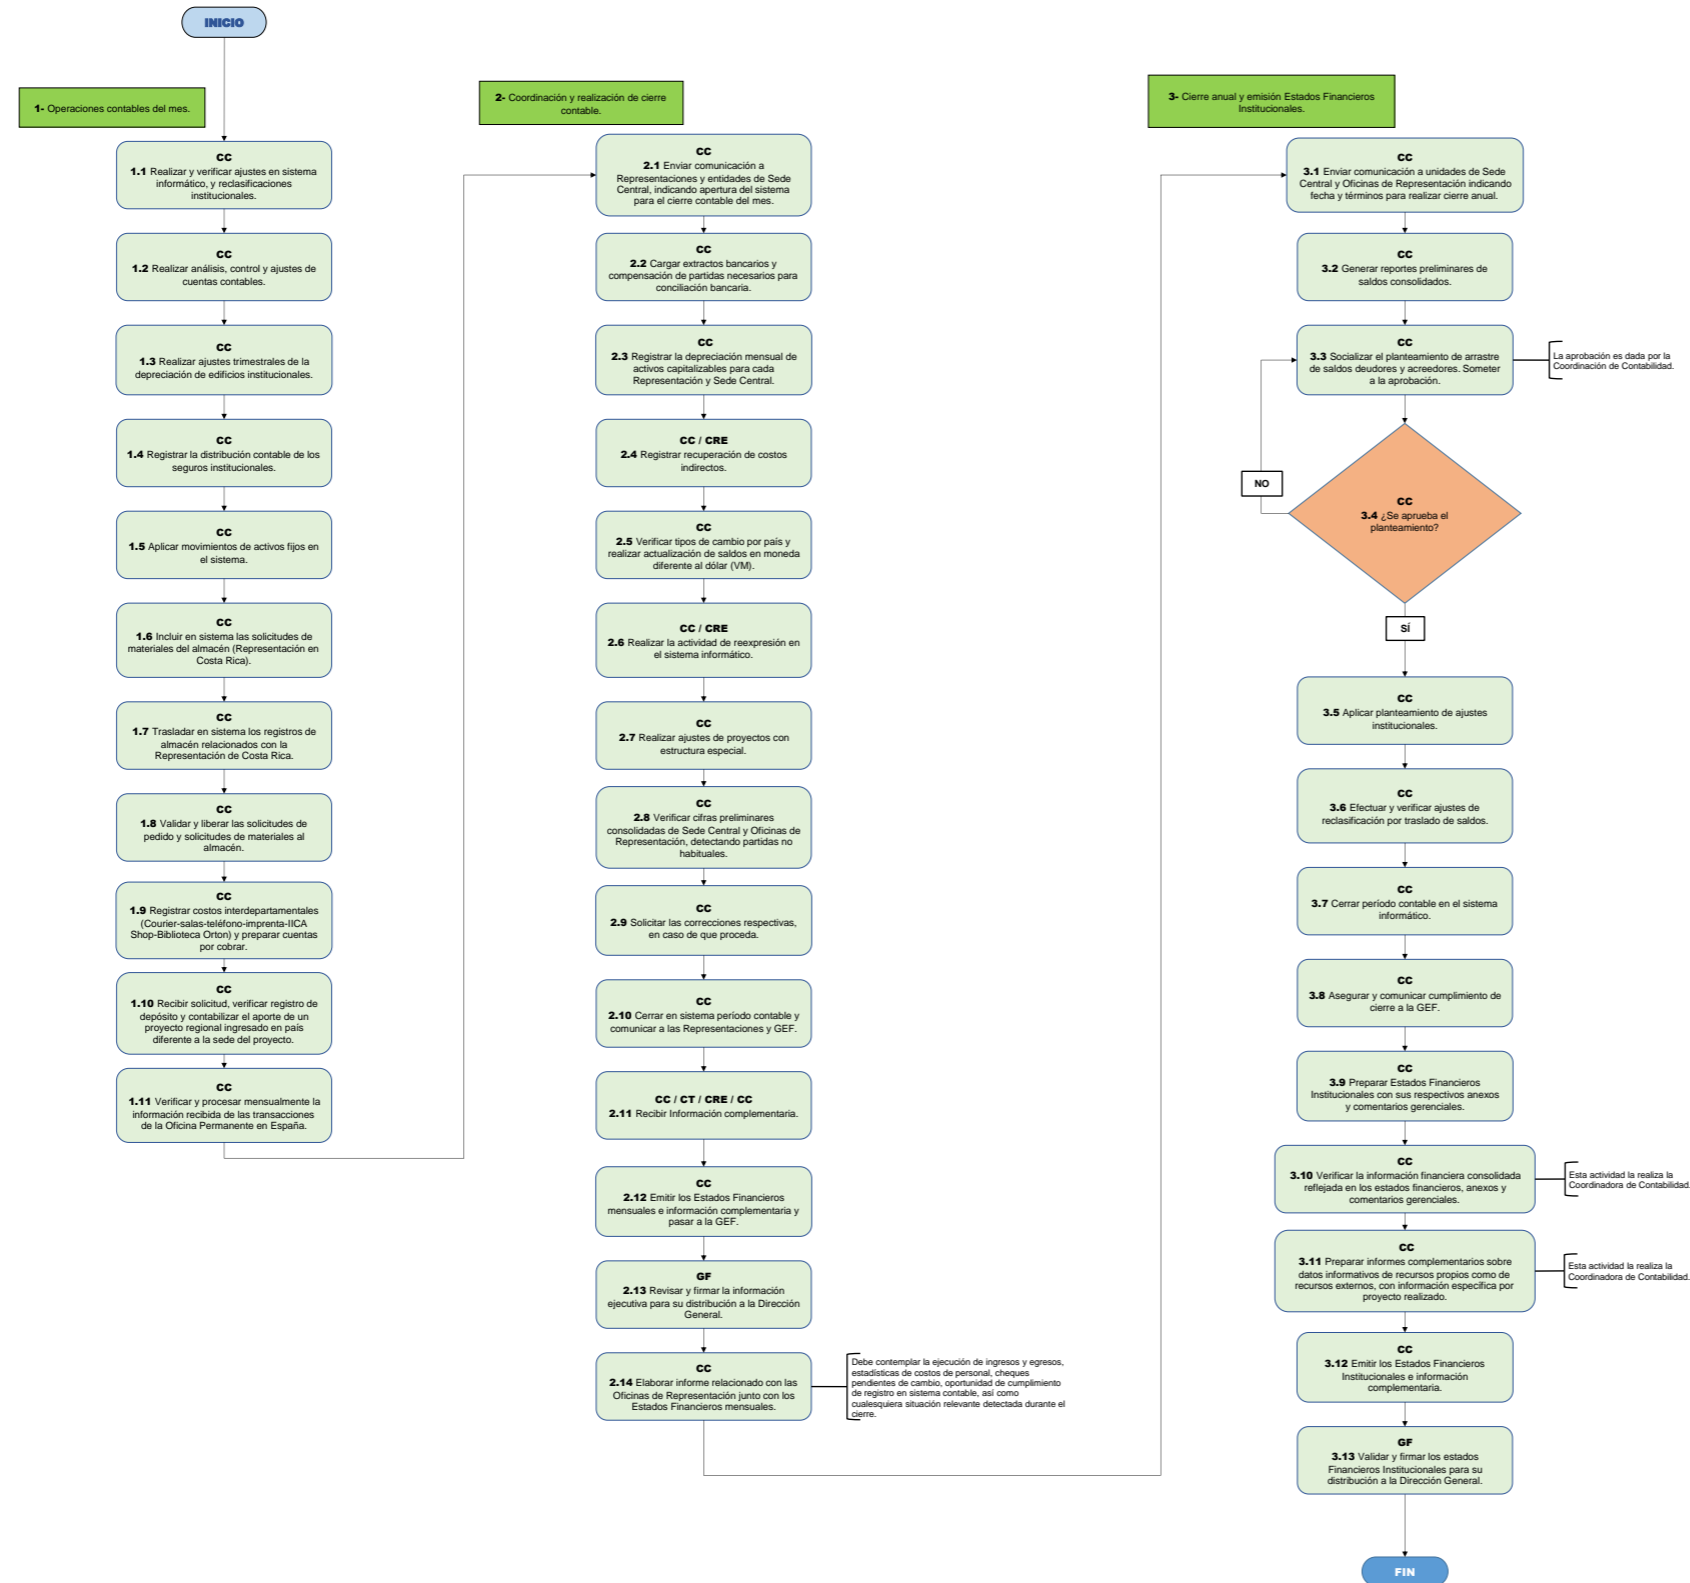 INICIO
1- Operaciones contables del mes.
CC
1.1 Realizar y verificar ajustes en sistema
informático, y reclasificaciones
institucionales.
CC
1.2 Realizar análisis, control y ajustes de
cuentas contables.
CC
1.3 Realizar ajustes trimestrales de la
depreciación de edificios institucionales.
CC
1.4 Registrar la distribución contable de los
seguros institucionales.
CC
1.5 Aplicar movimientos de activos fijos en
el sistema.
CC
1.6 Incluir en sistema las solicitudes de
materiales del almacén (Representación en
Costa Rica).
CC
1.7 Trasladar en sistema los registros de
almacén relacionados con la
Representación de Costa Rica.
CC
1.8 Validar y liberar las solicitudes de
pedido y solicitudes de materiales al
almacén.
CC
1.9 Registrar costos interdepartamentales
(Courier-salas-teléfono-imprenta-IICA
Shop-Biblioteca Orton) y preparar cuentas
por cobrar.
CC
1.10 Recibir solicitud, verificar registro de
depósito y contabilizar el aporte de un
proyecto regional ingresado en país
diferente a la sede del proyecto.
CC
1.11 Verificar y procesar mensualmente la
información recibida de las transacciones
de la Oficina Permanente en España.
2- Coordinación y realización de cierre
contable.
CC
2.1 Enviar comunicación a
Representaciones y entidades de Sede
Central, indicando apertura del sistema
para el cierre contable del mes.
CC
2.2 Cargar extractos bancarios y
compensación de partidas necesarios para
conciliación bancaria.
CC
2.3 Registrar la depreciación mensual de
activos capitalizables para cada
Representación y Sede Central.
CC / CRE
2.4 Registrar recuperación de costos
indirectos.
CC
2.5 Verificar tipos de cambio por país y
realizar actualización de saldos en moneda
diferente al dólar (VM).
CC / CRE
2.6 Realizar la actividad de reexpresión en
el sistema informático.
CC
2.7 Realizar ajustes de proyectos con
estructura especial.
CC
2.8 Verificar cifras preliminares
consolidadas de Sede Central y Oficinas de
Representación, detectando partidas no
habituales.
CC
2.9 Solicitar las correcciones respectivas,
en caso de que proceda.
CC
2.10 Cerrar en sistema período contable y
comunicar a las Representaciones y GEF.
CC / CT / CRE / CC
2.11 Recibir Información complementaria.
CC
2.12 Emitir los Estados Financieros
mensuales e información complementaria y
pasar a la GEF.
GF
2.13 Revisar y firmar la información
ejecutiva para su distribución a la Dirección
General.
CC
2.14 Elaborar informe relacionado con las
Oficinas de Representación junto con los
Estados Financieros mensuales.
Debe contemplar la ejecución de ingresos y egresos,
estadísticas de costos de personal, cheques
pendientes de cambio, oportunidad de cumplimiento
de registro en sistema contable, así como
cualesquiera situación relevante detectada durante el
cierre.
3- Cierre anual y emisión Estados Financieros
Institucionales.
CC
3.1 Enviar comunicación a unidades de Sede
Central y Oficinas de Representación indicando
fecha y términos para realizar cierre anual.
CC
3.2 Generar reportes preliminares de
saldos consolidados.
CC
3.3 Socializar el planteamiento de arrastre
de saldos deudores y acreedores. Someter
a la aprobación.
La aprobación es dada por la
Coordinación de Contabilidad.
NO
CC
3.4 ¿Se aprueba el
planteamiento?
SÍ
CC
3.5 Aplicar planteamiento de ajustes
institucionales.
CC
3.6 Efectuar y verificar ajustes de
reclasificación por traslado de saldos.
CC
3.7 Cerrar período contable en el sistema
informático.
CC
3.8 Asegurar y comunicar cumplimiento de
cierre a la GEF.
CC
3.9 Preparar Estados Financieros
Institucionales con sus respectivos anexos
y comentarios gerenciales.
CC
3.10 Verificar la información financiera consolidada
reflejada en los estados financieros, anexos y
comentarios gerenciales.
Esta actividad la realiza la
Coordinadora de Contabilidad.
CC
3.11 Preparar informes complementarios sobre
datos informativos de recursos propios como de
recursos externos, con información específica por
proyecto realizado.
Esta actividad la realiza la
Coordinadora de Contabilidad.
CC
3.12 Emitir los Estados Financieros
Institucionales e información
complementaria.
GF
3.13 Validar y firmar los estados
Financieros Institucionales para su
distribución a la Dirección General.
FIN